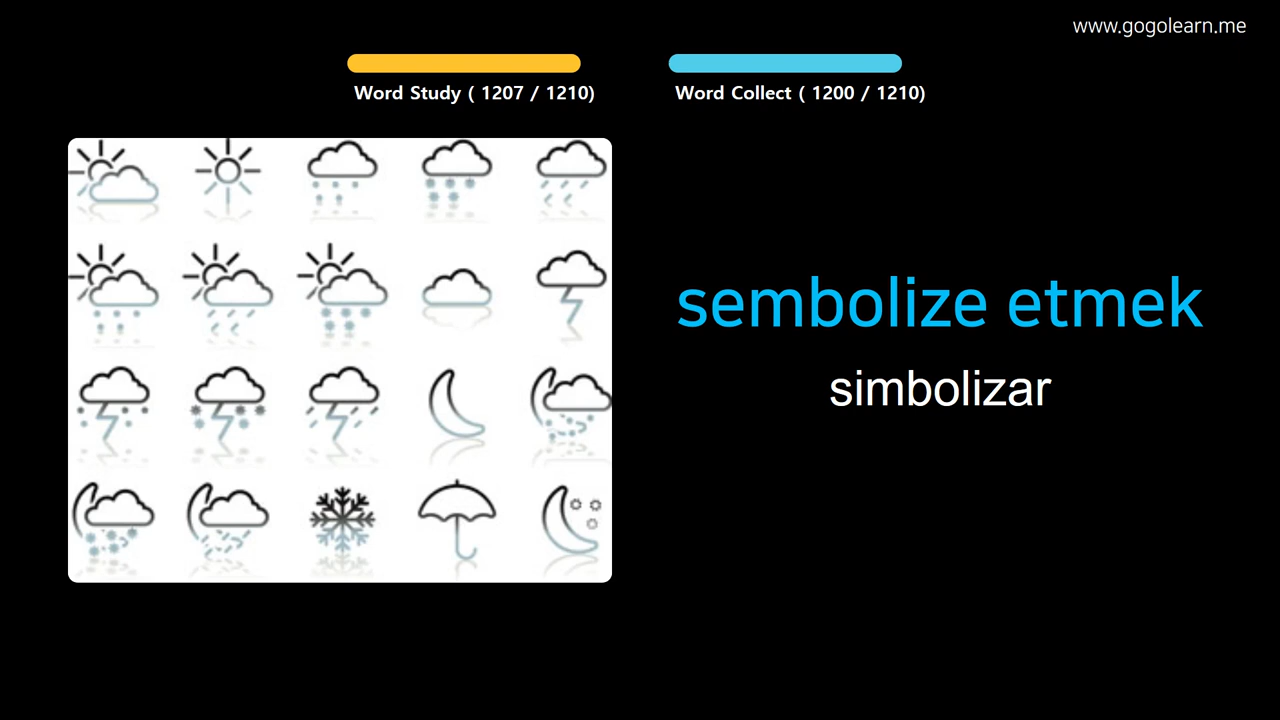 www.gogolearn.me
Word Study ( 1207 / 1210)
Word Collect ( 1200 / 1210)
sembolize etmek
simbolizar